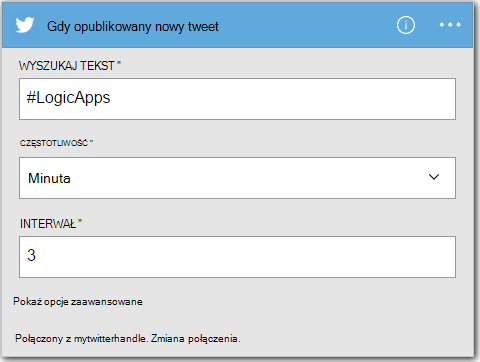 Gdy opublikowany nowy tweet
WYSZUKAJ TEKST *
#LogicApps
CZĘSTOTLIWOŚĆ *
Minuta
INTERWAŁ *
3
Pokaż opcje zaawansowane
Połączony z mytwitterhandle. Zmiana połączenia.